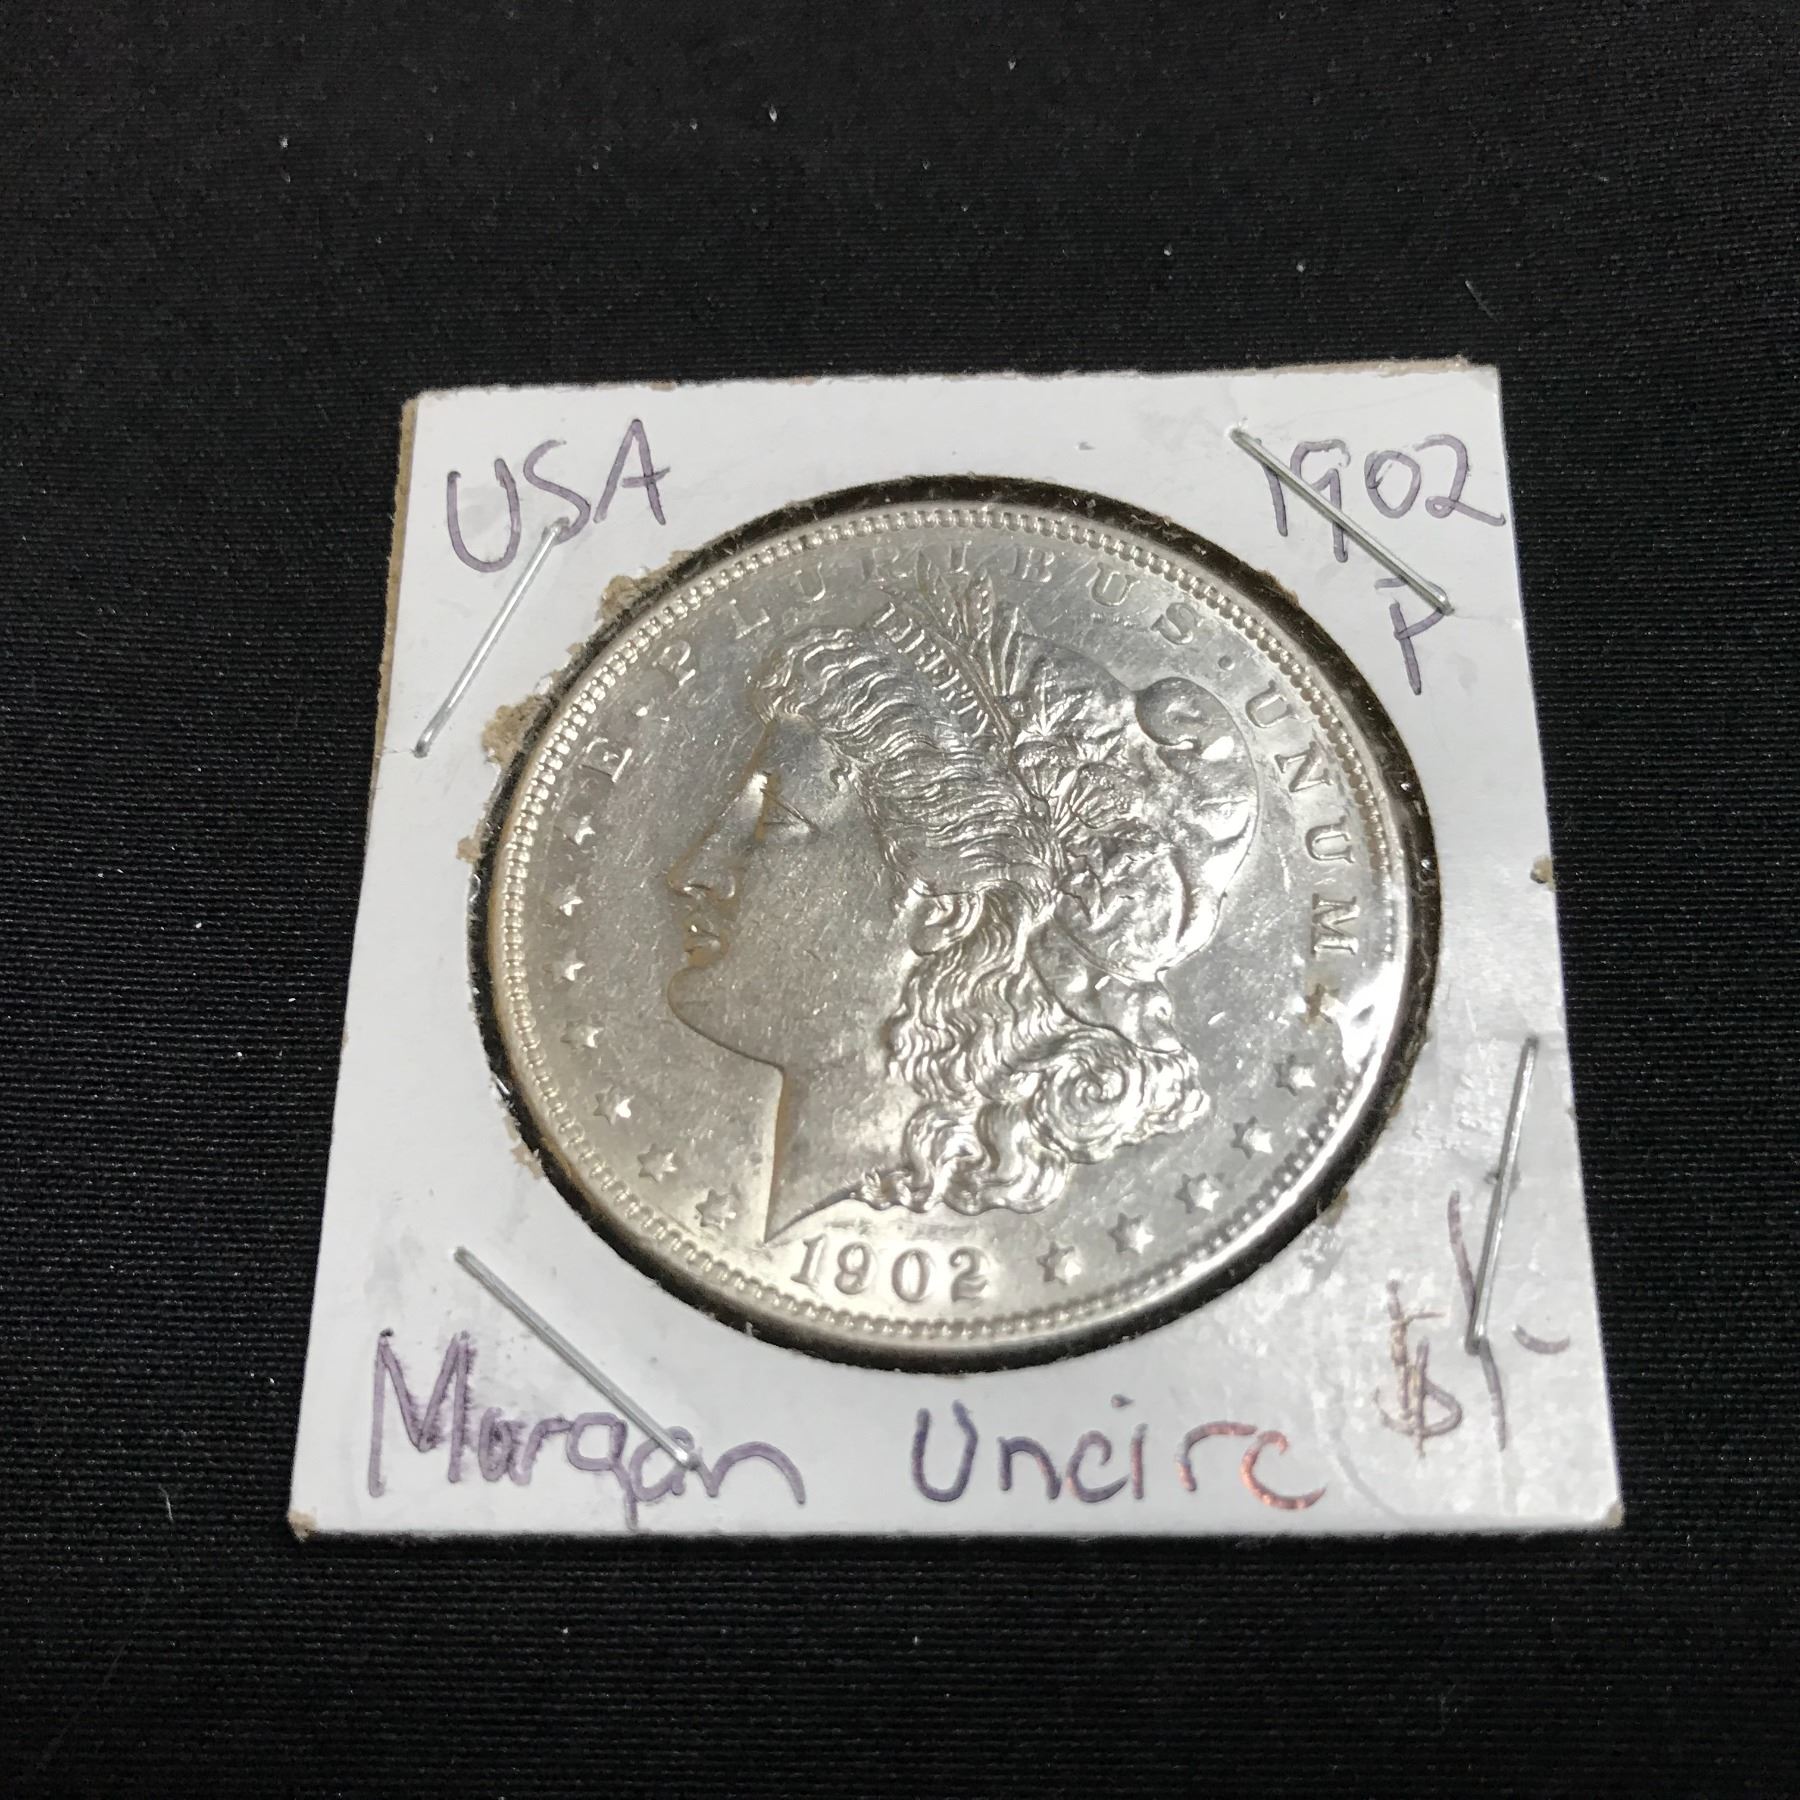 USA
1902
P
E · PLURIBUS · UNUM
LIBERTY
1902
Morgan Uncirc
$1.-